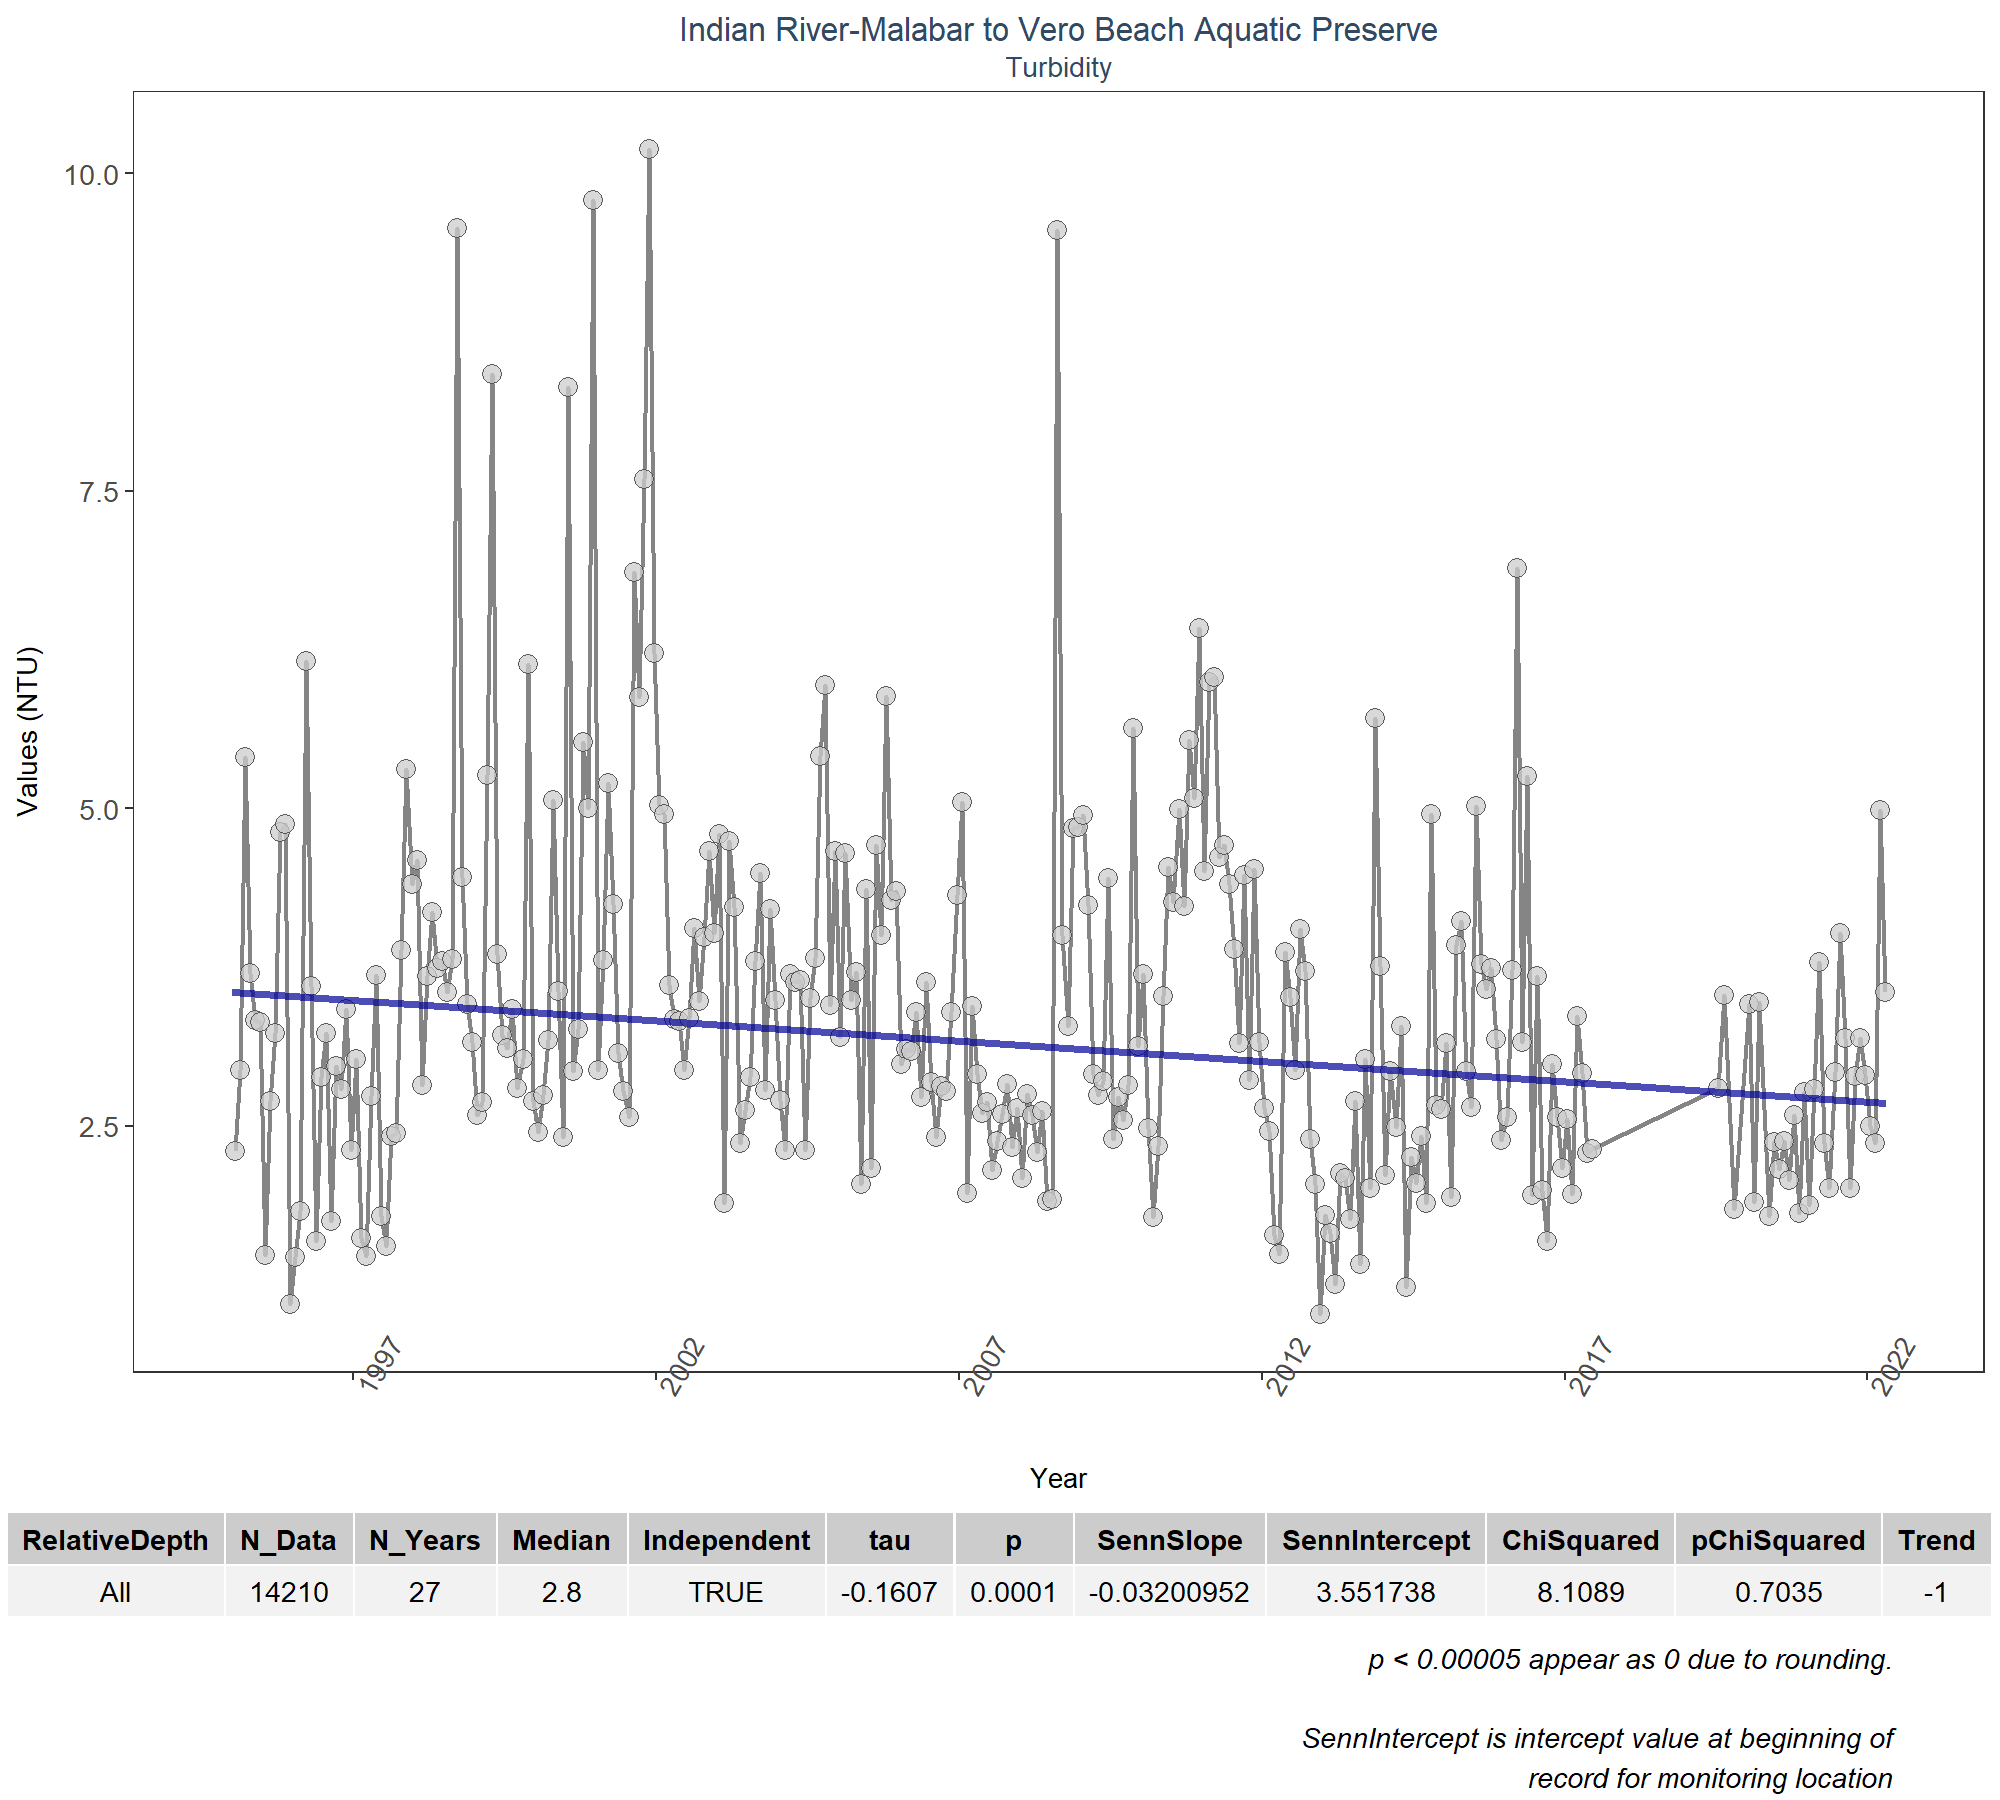 Indian River-Malabar to Vero Beach Aquatic Preserve
Turbidity
Values (NTU)
10.0
7.5
5.0
2.5
1997 2002 2007 2012 2017 2022
Year
RelativeDepth N_Data N_Years Median Independent tau p SennSlope SennIntercept ChiSquared pChiSquared Trend
All 14210 27 2.8 TRUE -0.1607 0.0001 -0.03200952 3.551738 8.1089 0.7035 -1
p < 0.00005 appear as 0 due to rounding.
SennIntercept is intercept value at beginning of
record for monitoring location